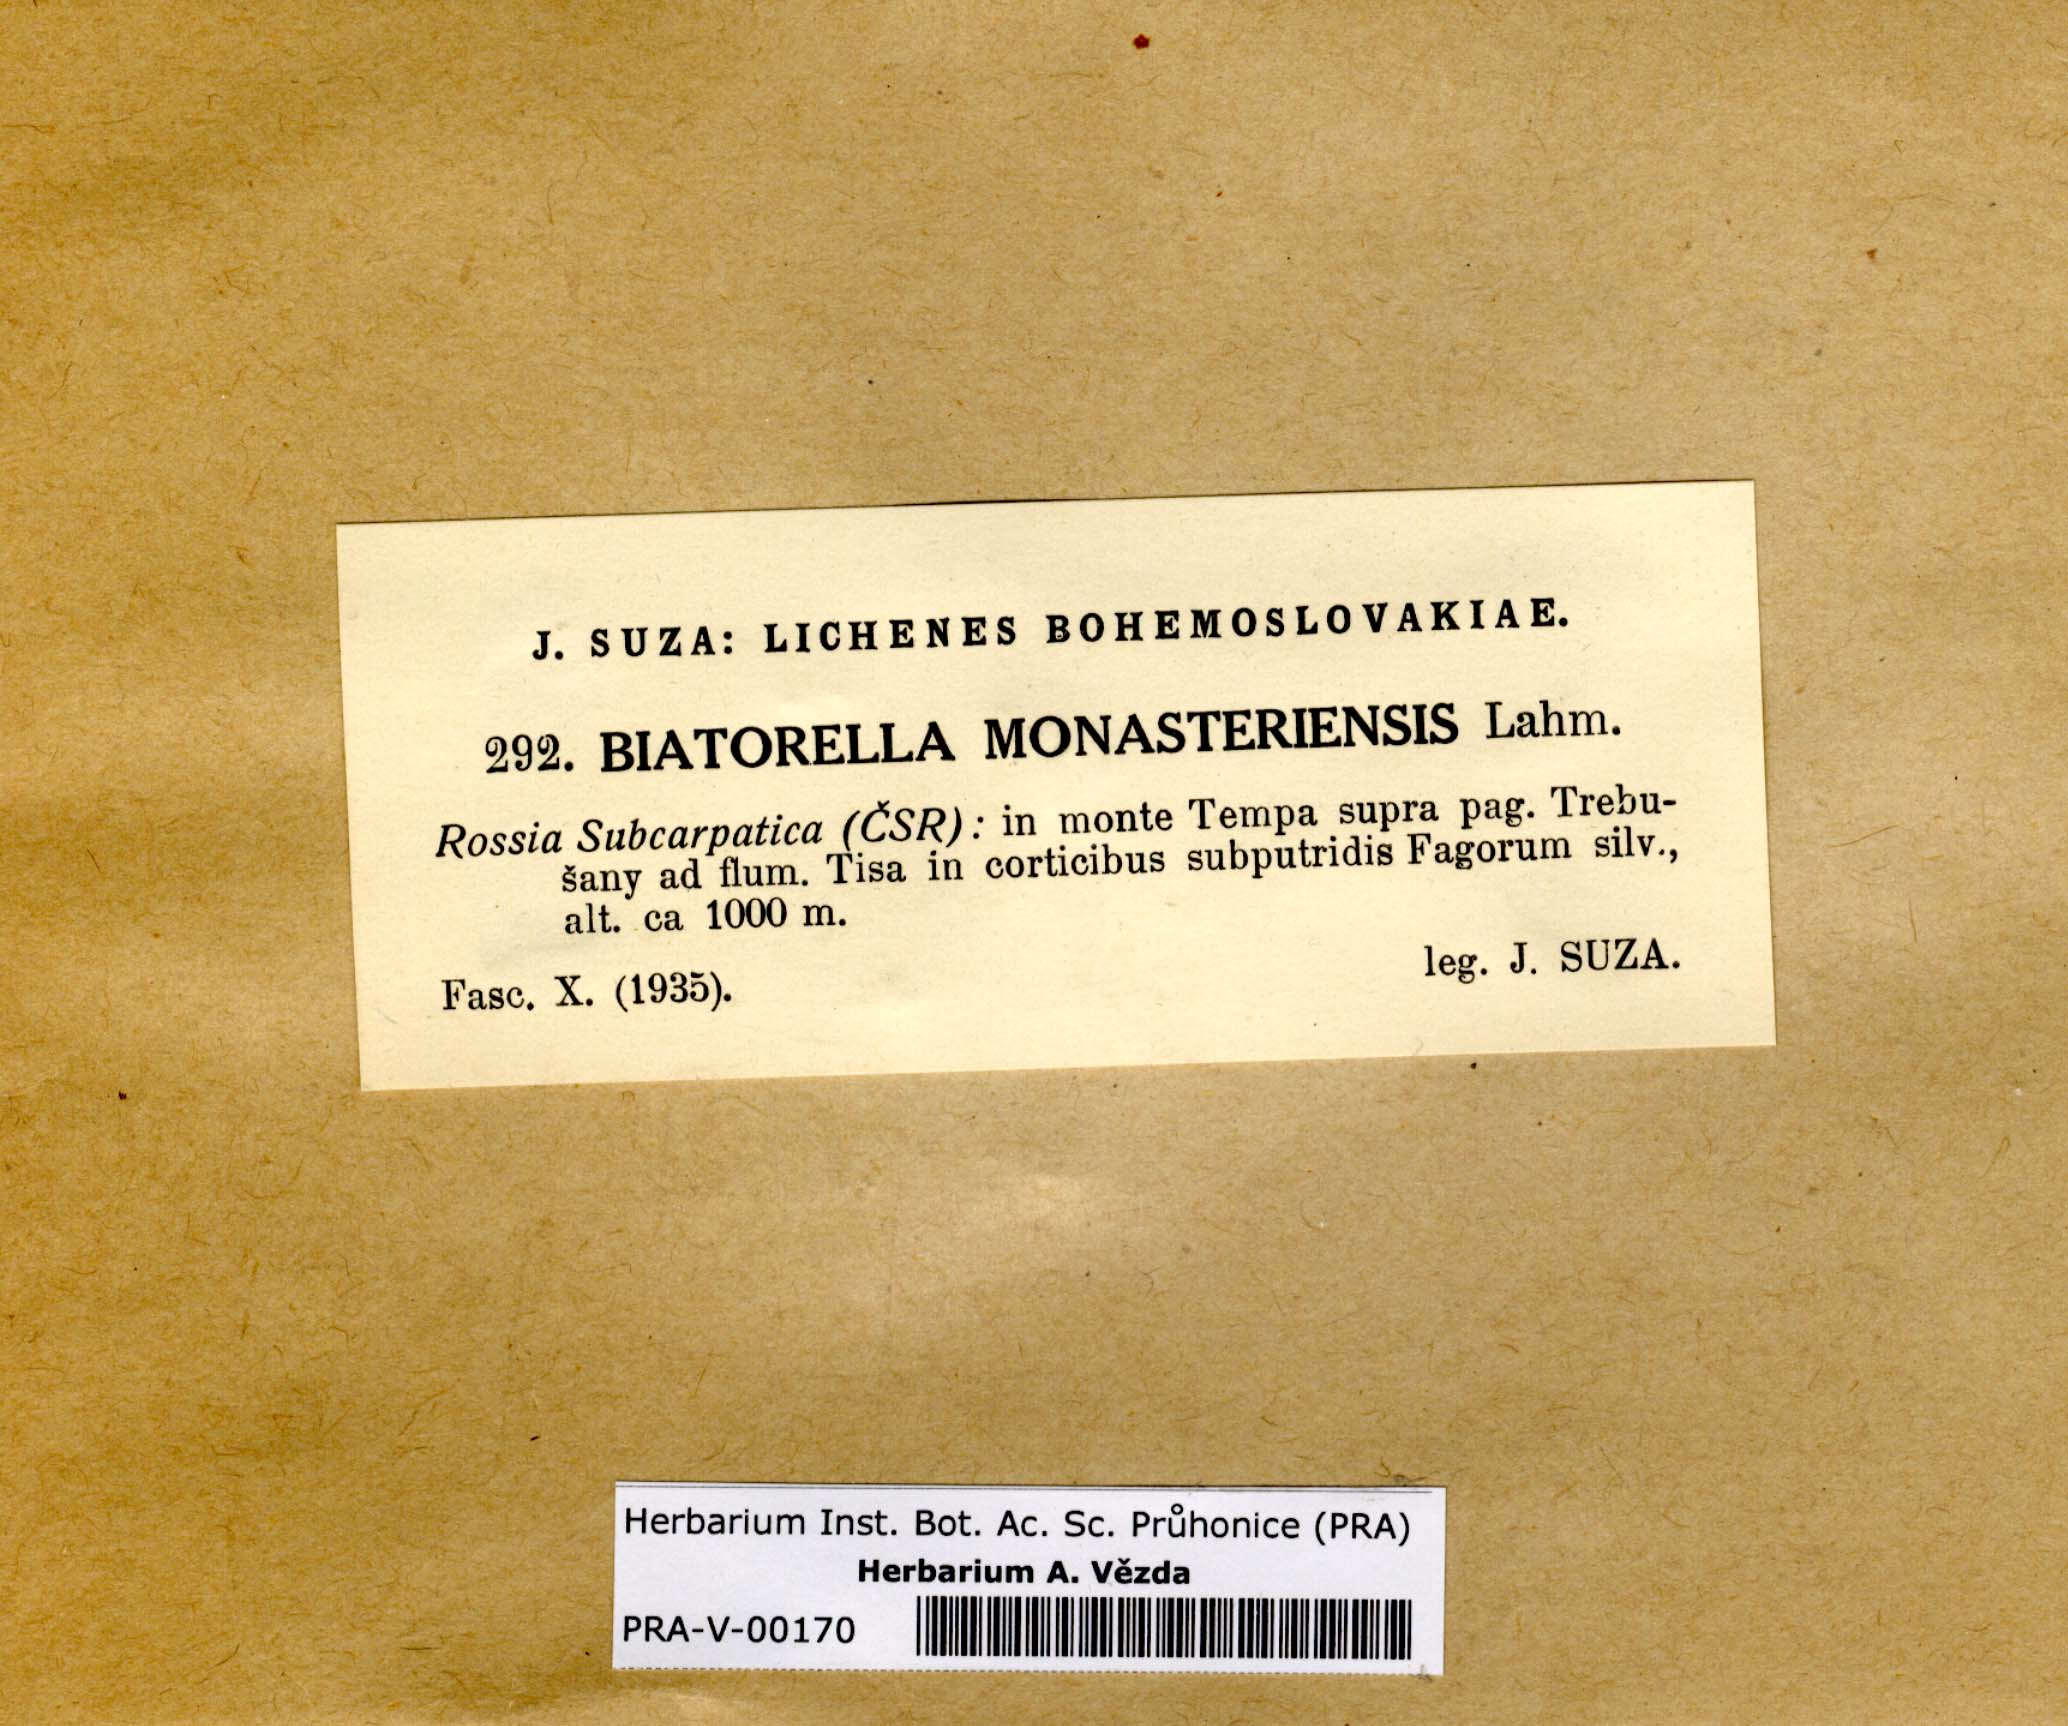 J. SUZA: LICHENES BOHEMOSLOVAKIAE.
292. BIATORELLA MONASTERIENSIS Lahm.
Rossia Subcarpatica (ČSR): in monte Tempa supra pag. Trebu-
šany ad flum. Tisa in corticibus subputridis Fagorum silv.,
alt. ca 1000 m.
leg. J. SUZA.
Fasc. X. (1935).
Herbarium Inst. Bot. Ac. Sc. Průhonice (PRA)
Herbarium A. Vězda
PRA-V-00170